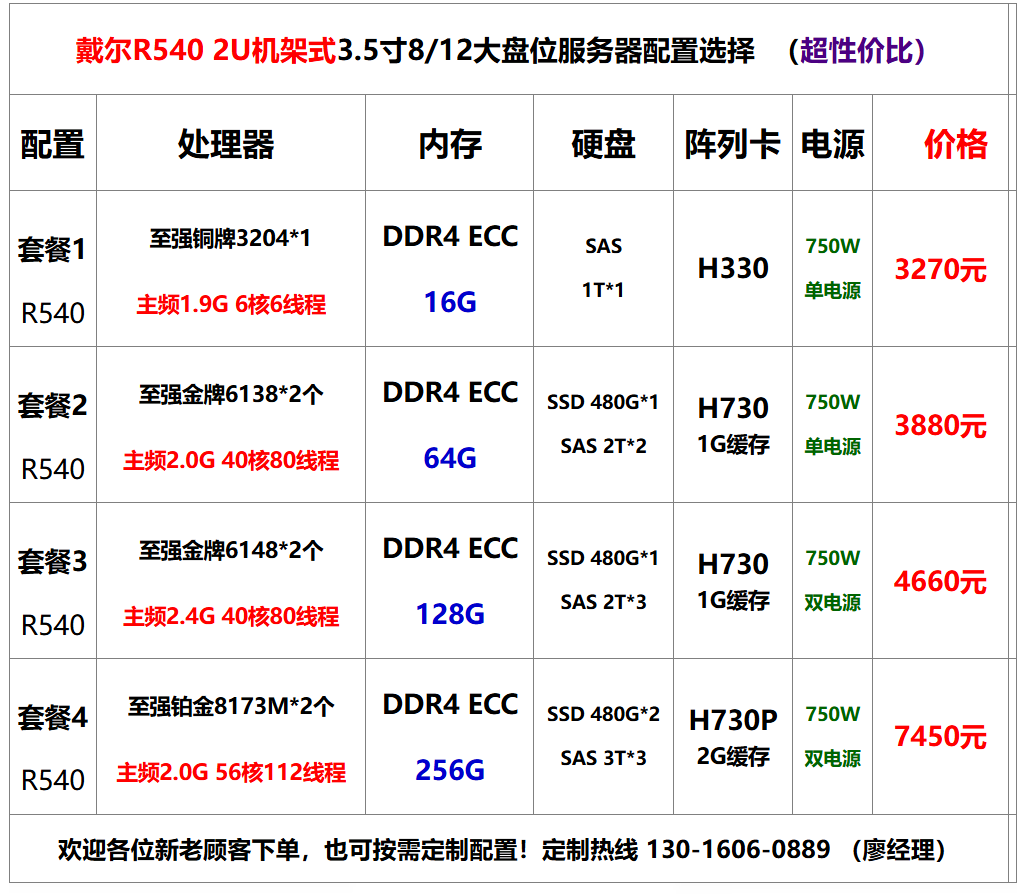 戴尔R540 2U机架式3.5寸8/12大盘位服务器配置选择 （超性价比）
配置 处理器 内存 硬盘 阵列卡 电源 价格
套餐1
R540
至强铜牌3204*1
主频1.9G 6核6线程
DDR4 ECC
16G
SAS
1T*1
H330
750W
单电源
3270元
套餐2
R540
至强金牌6138*2个
主频2.0G 40核80线程
DDR4 ECC
64G
SSD 480G*1
SAS 2T*2
H730
1G缓存
750W
单电源
3880元
套餐3
R540
至强金牌6148*2个
主频2.4G 40核80线程
DDR4 ECC
128G
SSD 480G*1
SAS 2T*3
H730
1G缓存
750W
双电源
4660元
套餐4
R540
至强铂金8173M*2个
主频2.0G 56核112线程
DDR4 ECC
256G
SSD 480G*2
SAS 3T*3
H730P
2G缓存
750W
双电源
7450元
欢迎各位新老顾客下单，也可按需定制配置！定制热线 130-1606-0889 （廖经理）